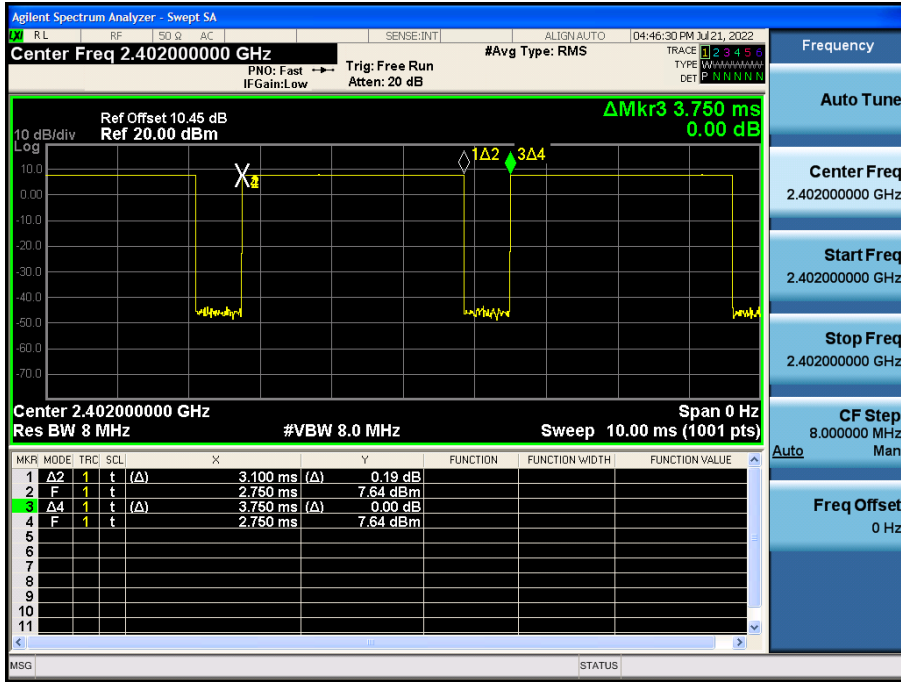 Agilent Spectrum Analyzer - Swept SA
LXI RL RF 50 Ω AC SENSE:INT ALIGN AUTO 04:46:30 PM Jul 21, 2022
Center Freq 2.402000000 GHz
PNO: Fast
IFGain:Low
Trig: Free Run
Atten: 20 dB
#Avg Type: RMS
TRACE 1 2 3 4 5 6
TYPE WWWWWW
DET P N N N N N
Frequency
Auto Tune
Center Freq
2.402000000 GHz
Start Freq
2.402000000 GHz
Stop Freq
2.402000000 GHz
CF Step
8.000000 MHz
Auto Man
Freq Offset
0 Hz
ΔMkr3 3.750 ms
0.00 dB
Ref Offset 10.45 dB
10 dB/div Ref 20.00 dBm
Log
1Δ2 3Δ4
10.0
0.00
-10.0
-20.0
-30.0
-40.0
-50.0
-60.0
-70.0
Center 2.402000000 GHz Span 0 Hz
Res BW 8 MHz #VBW 8.0 MHz Sweep 10.00 ms (1001 pts)
MKR MODE TRC SCL X Y FUNCTION FUNCTION WIDTH FUNCTION VALUE
1 Δ2 1 t (Δ) 3.100 ms (Δ) 0.19 dB
2 F 1 t 2.750 ms 7.64 dBm
3 Δ4 1 t (Δ) 3.750 ms (Δ) 0.00 dB
4 F 1 t 2.750 ms 7.64 dBm
5
6
7
8
9
10
11
MSG STATUS